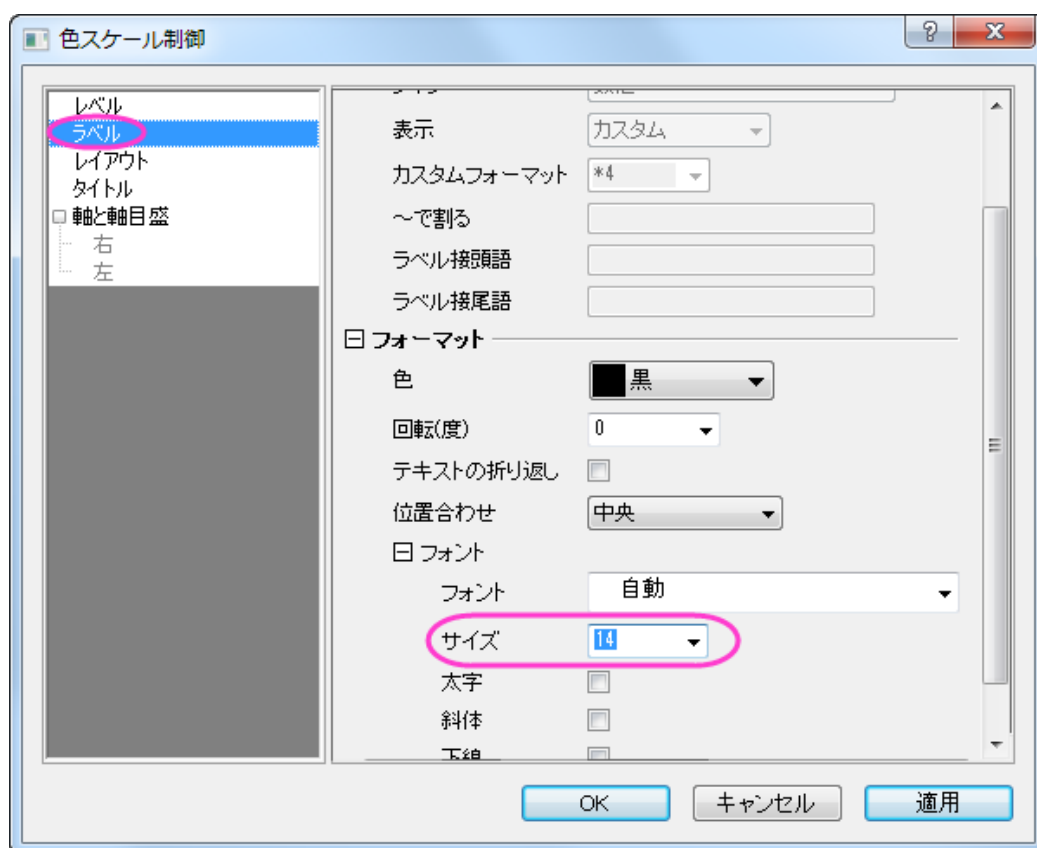 色スケール制御
レベル
ラベル
レイアウト
タイトル
軸と軸目盛
右
左
表示 カスタム
カスタムフォーマット *4
～で割る
ラベル接頭語
ラベル接尾語
フォーマット
色 黒
回転(度) 0
テキストの折り返し
位置合わせ 中央
フォント
フォント 自動
サイズ 14
太字
斜体
下線
OK キャンセル 適用